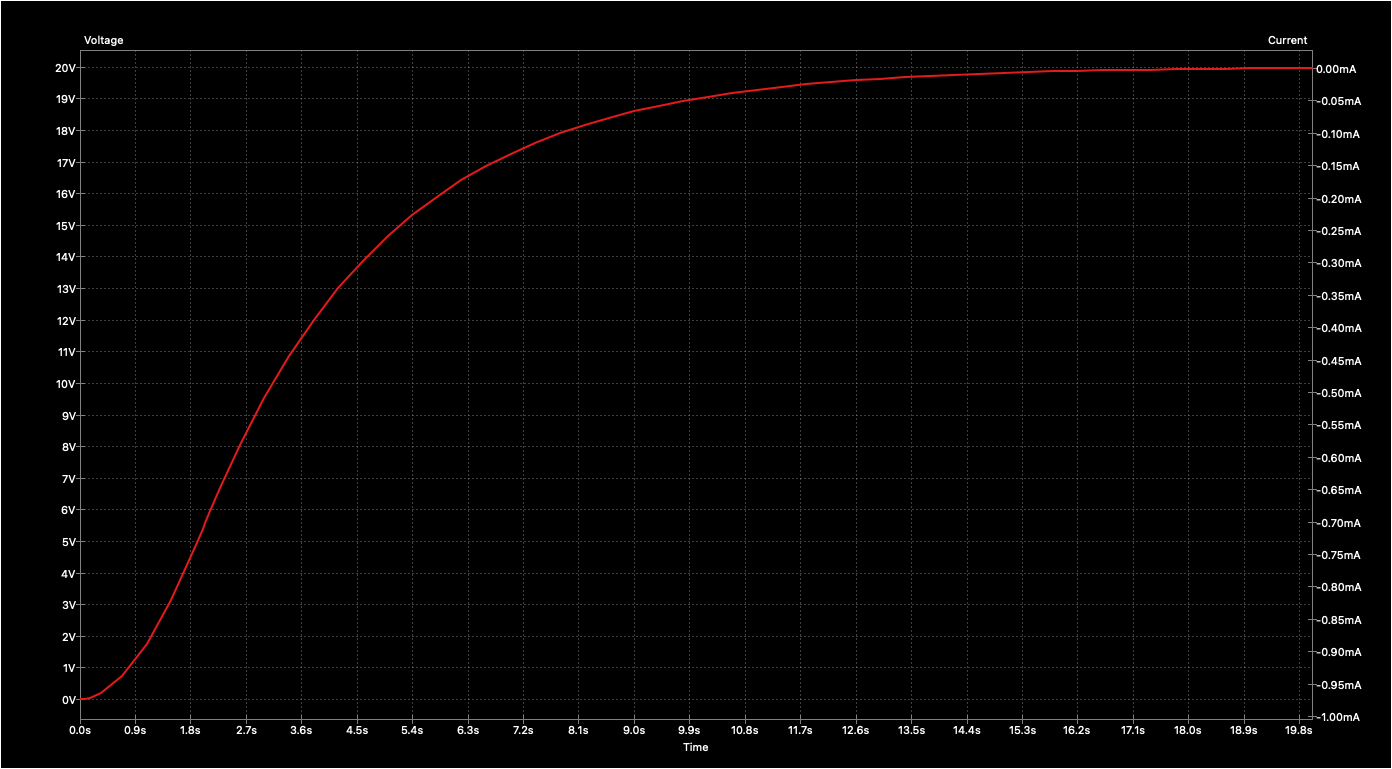 Voltage Current
20V 0.00mA
19V -0.05mA
18V -0.10mA
17V -0.15mA
16V -0.20mA
15V -0.25mA
14V -0.30mA
13V -0.35mA
12V -0.40mA
11V -0.45mA
10V -0.50mA
9V -0.55mA
8V -0.60mA
7V -0.65mA
6V -0.70mA
5V -0.75mA
4V -0.80mA
3V -0.85mA
2V -0.90mA
1V -0.95mA
0V -1.00mA
0.0s 0.9s 1.8s 2.7s 3.6s 4.5s 5.4s 6.3s 7.2s 8.1s 9.0s 9.9s 10.8s 11.7s 12.6s 13.5s 14.4s 15.3s 16.2s 17.1s 18.0s 18.9s 19.8s
Time